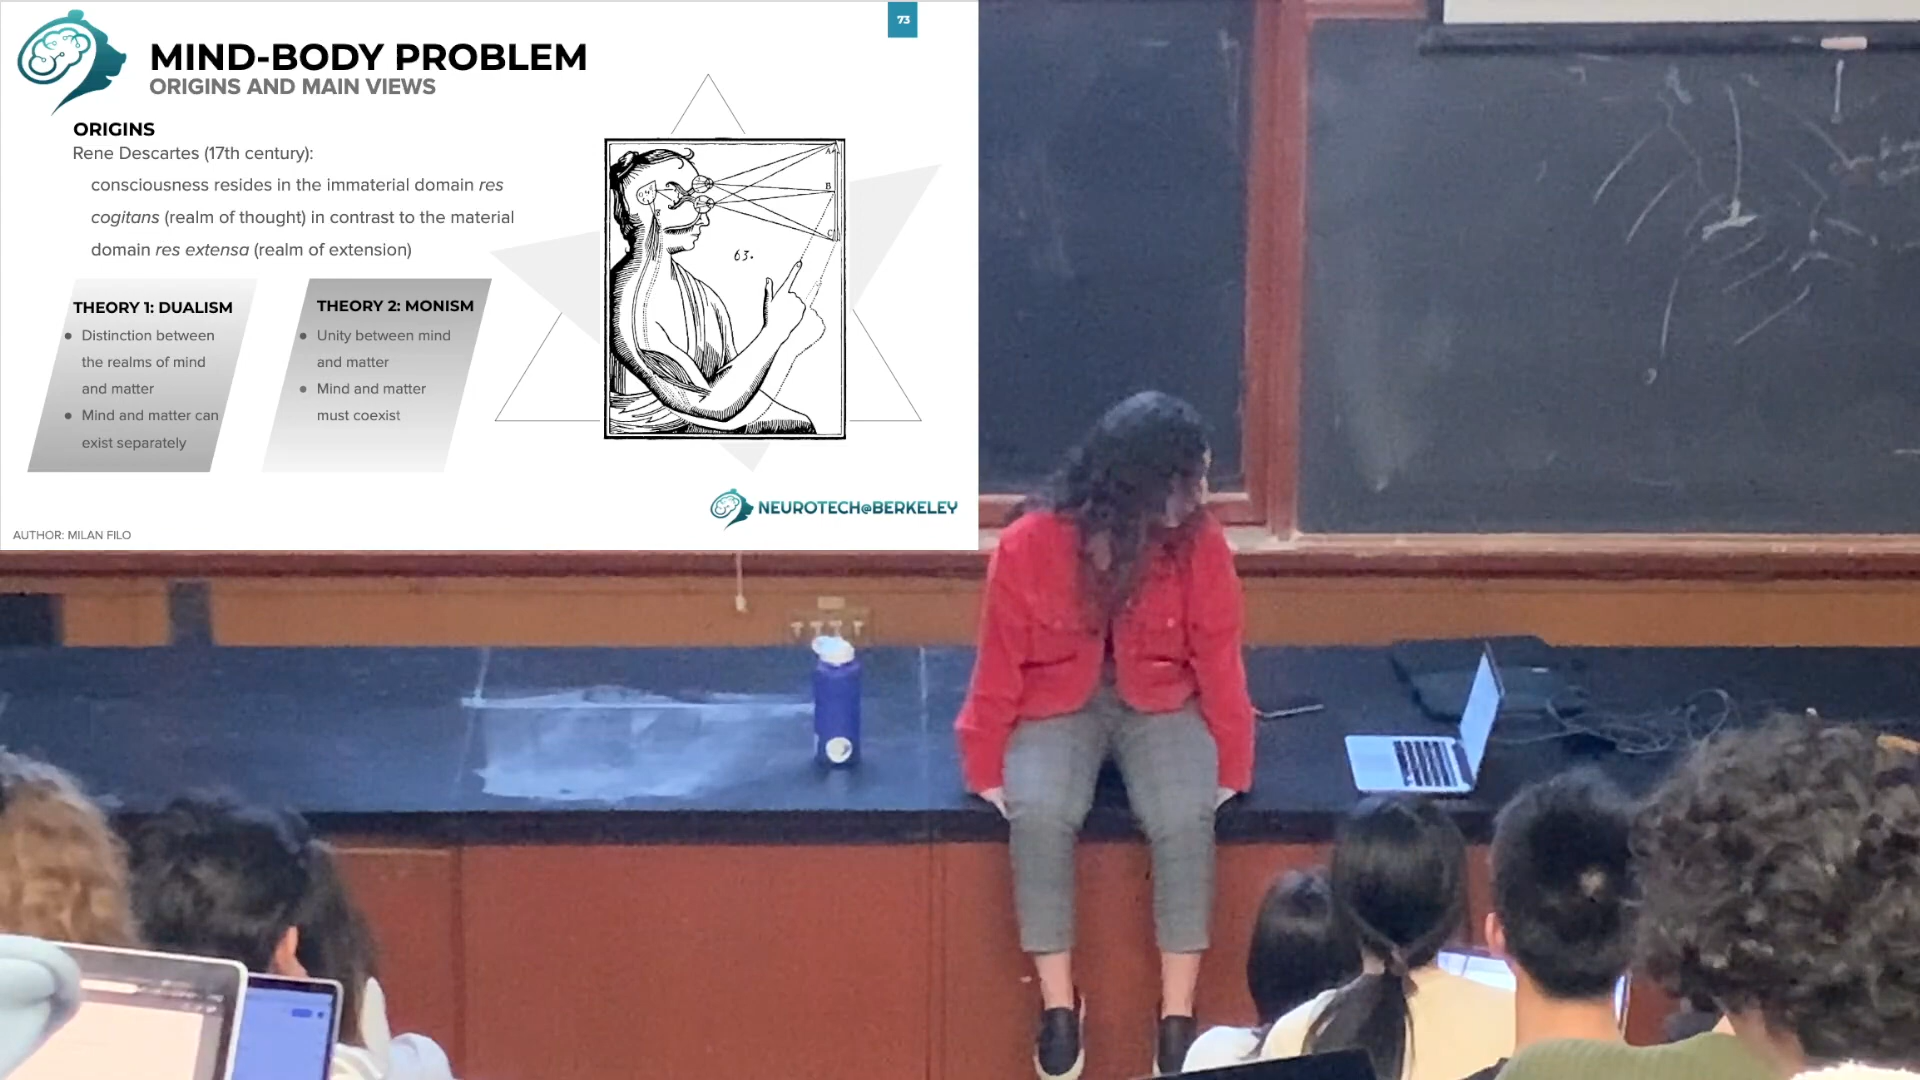 73
MIND-BODY PROBLEM
ORIGINS AND MAIN VIEWS
ORIGINS
Rene Descartes (17th century):
consciousness resides in the immaterial domain res
cogitans (realm of thought) in contrast to the material
domain res extensa (realm of extension)
THEORY 1: DUALISM
● Distinction between
the realms of mind
and matter
● Mind and matter can
exist separately
THEORY 2: MONISM
● Unity between mind
and matter
● Mind and matter
must coexist
A
B
C
63.
NEUROTECH@BERKELEY
AUTHOR: MILAN FILO